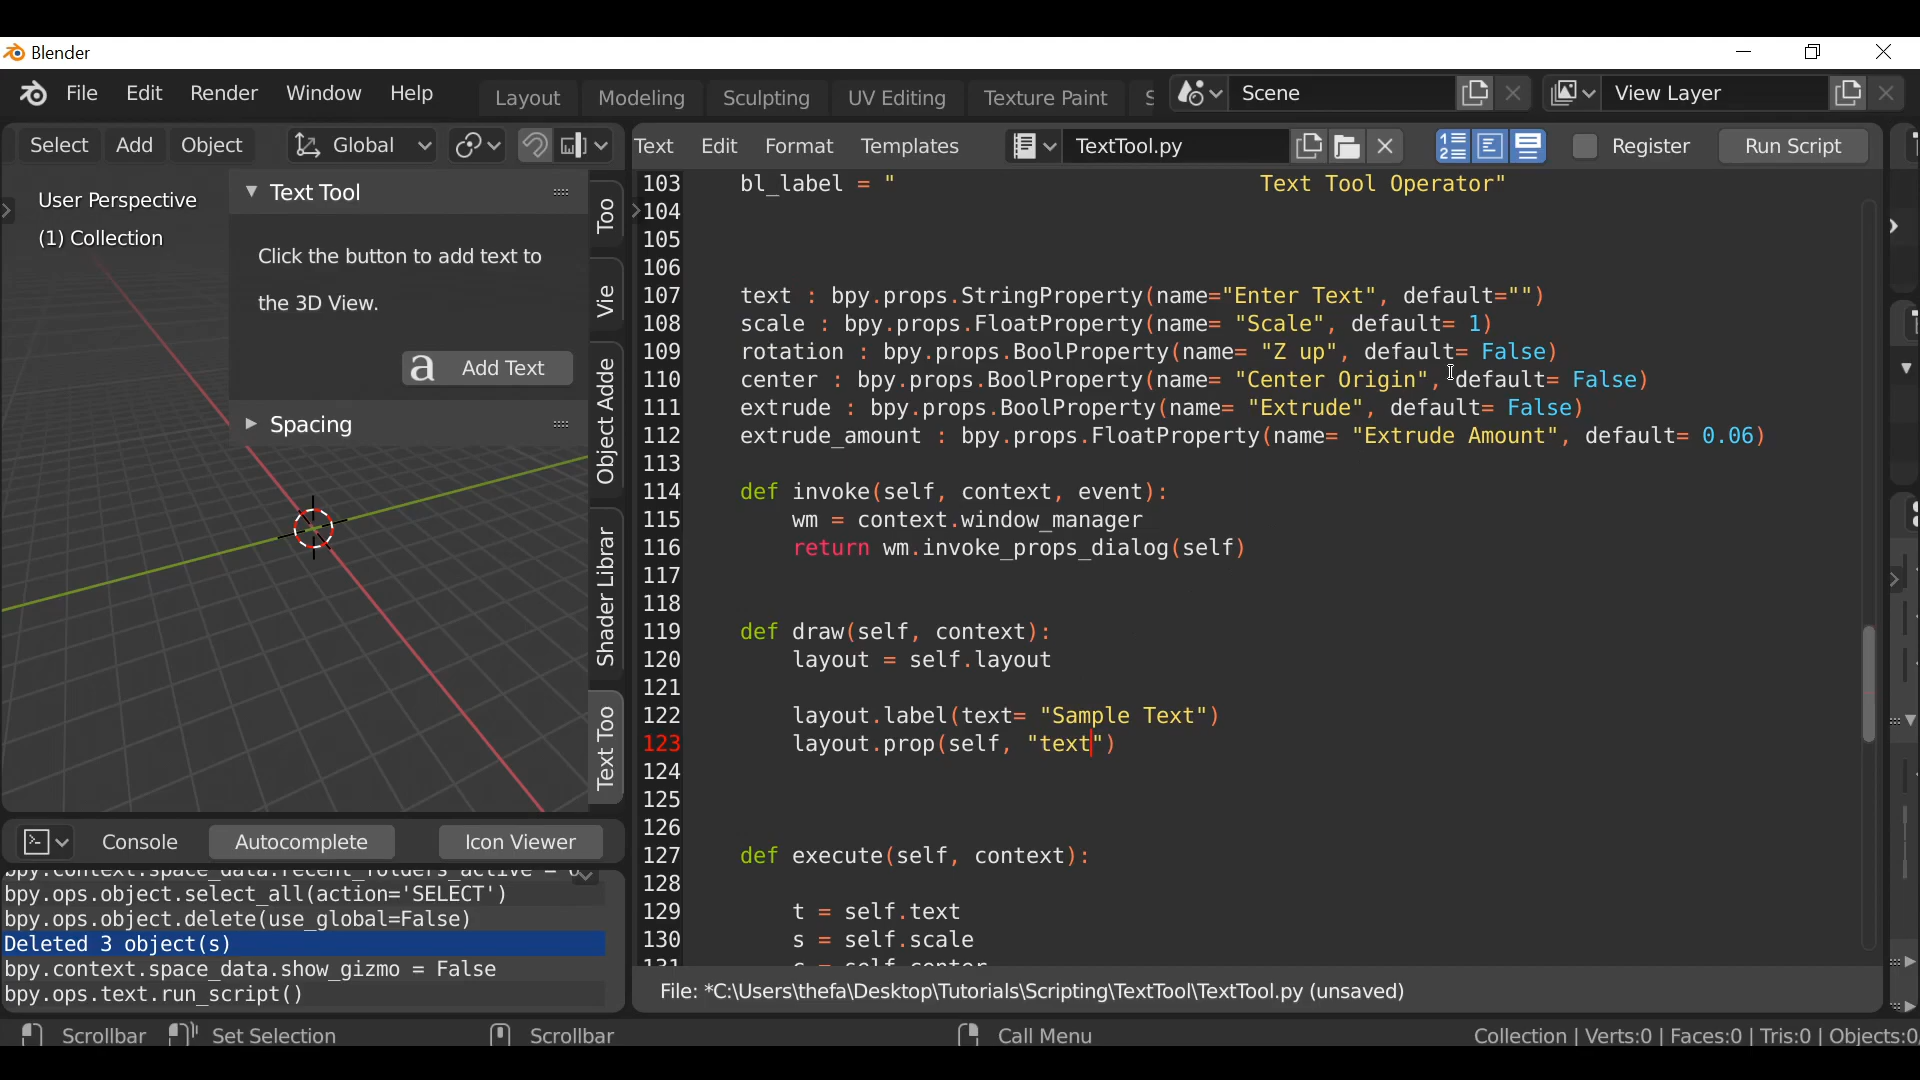 Blender
File Edit Render Window Help Layout Modeling Sculpting UV Editing Texture Paint Scene View Layer
Select Add Object Global
Text Edit Format Templates TextTool.py Register Run Script
User Perspective
(1) Collection
Text Tool
Click the button to add text to
the 3D View.
a Add Text
Spacing
Too
Vie
Object Adde
Shader Librar
Text Too
103 bl_label = " Text Tool Operator"
104
105
106
107 text : bpy.props.StringProperty(name="Enter Text", default="")
108 scale : bpy.props.FloatProperty(name= "Scale", default= 1)
109 rotation : bpy.props.BoolProperty(name= "Z up", default= False)
110 center : bpy.props.BoolProperty(name= "Center Origin", default= False)
111 extrude : bpy.props.BoolProperty(name= "Extrude", default= False)
112 extrude_amount : bpy.props.FloatProperty(name= "Extrude Amount", default= 0.06)
113
114 def invoke(self, context, event):
115 wm = context.window_manager
116 return wm.invoke_props_dialog(self)
117
118
119 def draw(self, context):
120 layout = self.layout
121
122 layout.label(text= "Sample Text")
123 layout.prop(self, "text")
124
125
126
127 def execute(self, context):
128
129 t = self.text
130 s = self.scale
131 c = self.center
File: *C:\Users\thefa\Desktop\Tutorials\Scripting\TextTool\TextTool.py (unsaved)
Console Autocomplete Icon Viewer
bpy.ops.object.select_all(action='SELECT')
bpy.ops.object.delete(use_global=False)
Deleted 3 object(s)
bpy.context.space_data.show_gizmo = False
bpy.ops.text.run_script()
Scrollbar Set Selection Scrollbar Call Menu Collection | Verts:0 | Faces:0 | Tris:0 | Objects:0